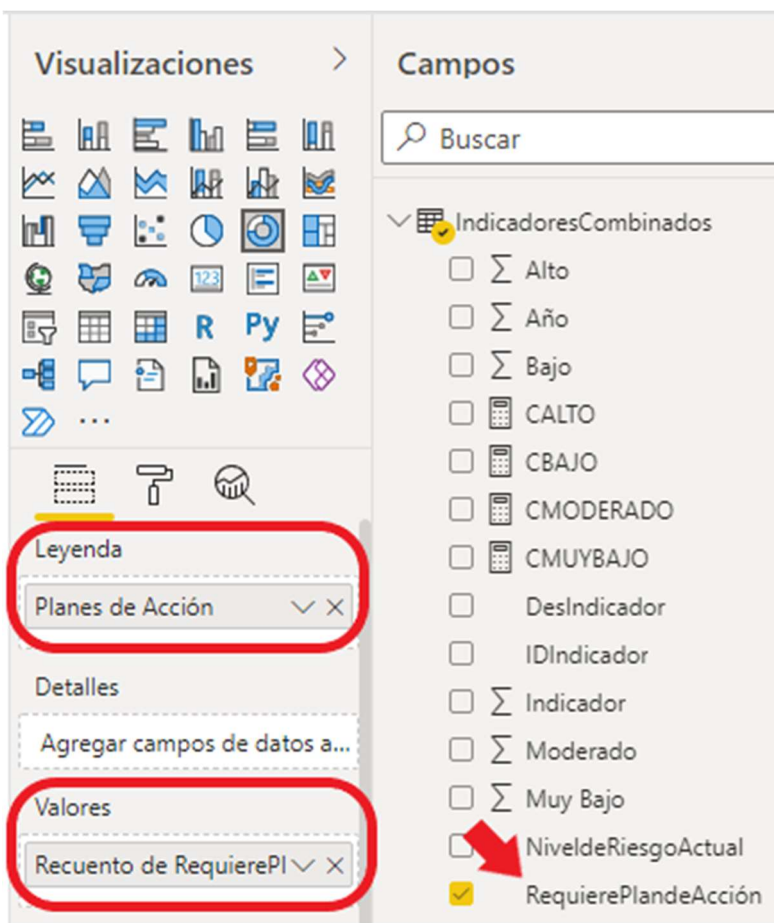 Visualizaciones
123
R
Py
Leyenda
Planes de Acción
Detalles
Agregar campos de datos a...
Valores
Recuento de RequierePl
Campos
Buscar
IndicadoresCombinados
Alto
Año
Bajo
CALTO
CBAJO
CMODERADO
CMUYBAJO
DesIndicador
IDIndicador
Indicador
Moderado
Muy Bajo
NiveldeRiesgoActual
RequierePlandeAcción